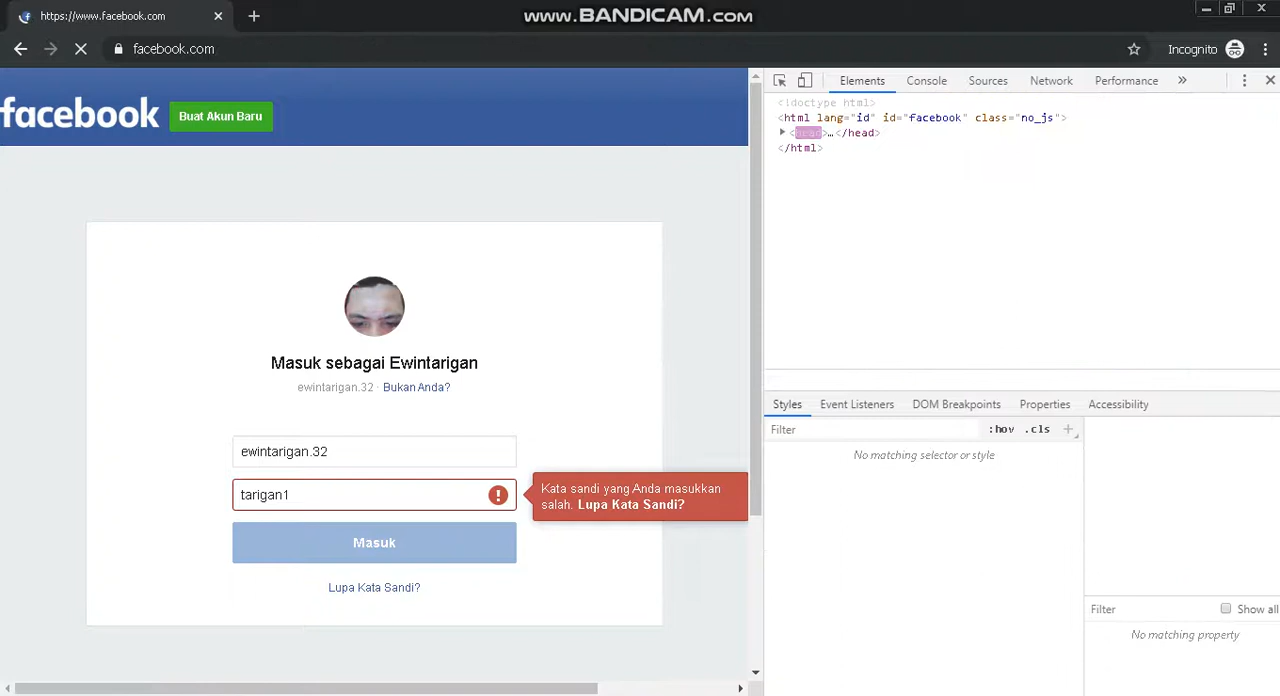 https://www.facebook.com
www.BANDICAM.com
facebook.com
Incognito
facebook
Buat Akun Baru
Masuk sebagai Ewintarigan
ewintarigan.32 · Bukan Anda?
ewintarigan.32
tarigan1
Kata sandi yang Anda masukkan
salah. Lupa Kata Sandi?
Masuk
Lupa Kata Sandi?
Elements Console Sources Network Performance »
<!doctype html>
<html lang="id" id="facebook" class="no_js">
<head>…</head>
</html>
Styles Event Listeners DOM Breakpoints Properties Accessibility
Filter :hov .cls +
No matching selector or style
Filter Show all
No matching property